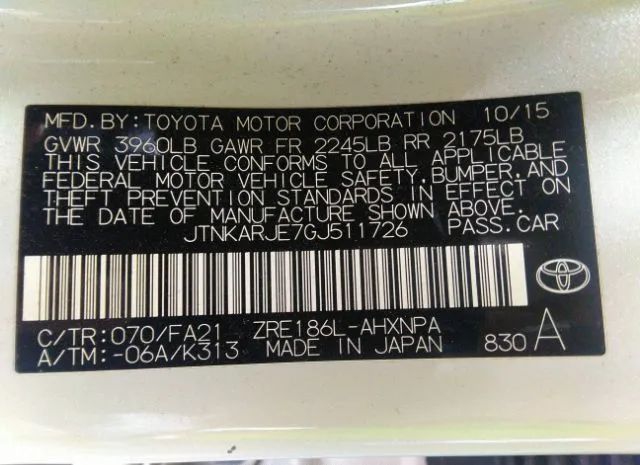 MFD.BY:TOYOTA MOTOR CORPORATION 10/15
GVWR 3960LB GAWR FR 2245LB RR 2175LB
THIS VEHICLE CONFORMS TO ALL APPLICABLE
FEDERAL MOTOR VEHICLE SAFETY,BUMPER,AND
THEFT PREVENTION STANDARDS IN EFFECT ON
THE DATE OF MANUFACTURE SHOWN ABOVE.
JTNKARJE7GJ511726 PASS.CAR
C/TR:070/FA21 ZRE186L-AHXNPA
A/TM:-06A/K313 MADE IN JAPAN 830 A